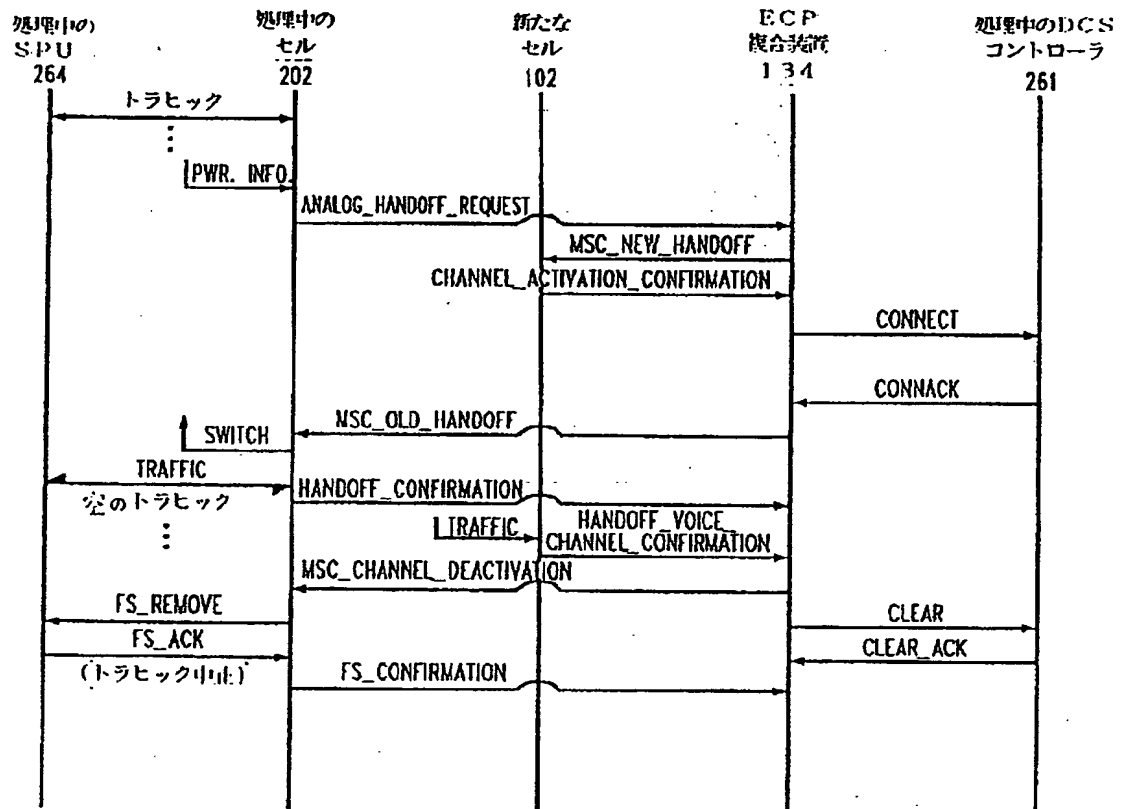 処理中の
SPU
264
処理中の
セル
202
新たな
セル
102
ECP
複合装置
134
処理中のDCS
コントローラ
261
トラヒック
PWR. INFO.
ANALOG_HANDOFF_REQUEST
MSC_NEW_HANDOFF
CHANNEL_ACTIVATION_CONFIRMATION
CONNECT
CONNACK
MSC_OLD_HANDOFF
SWITCH
TRAFFIC
空のトラヒック
HANDOFF_CONFIRMATION
TRAFFIC
HANDOFF_VOICE_
CHANNEL_CONFIRMATION
MSC_CHANNEL_DEACTIVATION
FS_REMOVE
CLEAR
FS_ACK
(トラヒック中止)
CLEAR_ACK
FS_CONFIRMATION